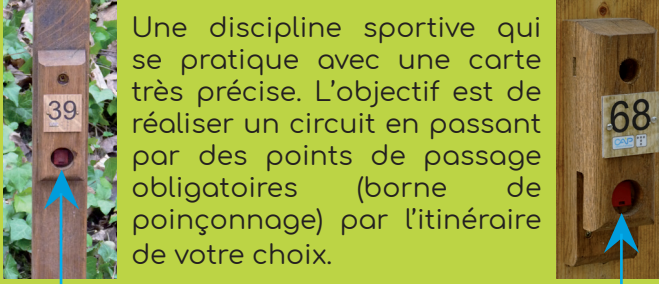 Une discipline sportive qui
se pratique avec une carte
très précise. L'objectif est de
réaliser un circuit en passant
par des points de passage
obligatoires (borne de
poinçonnage) par l'itinéraire
de votre choix.
39
68
CAP